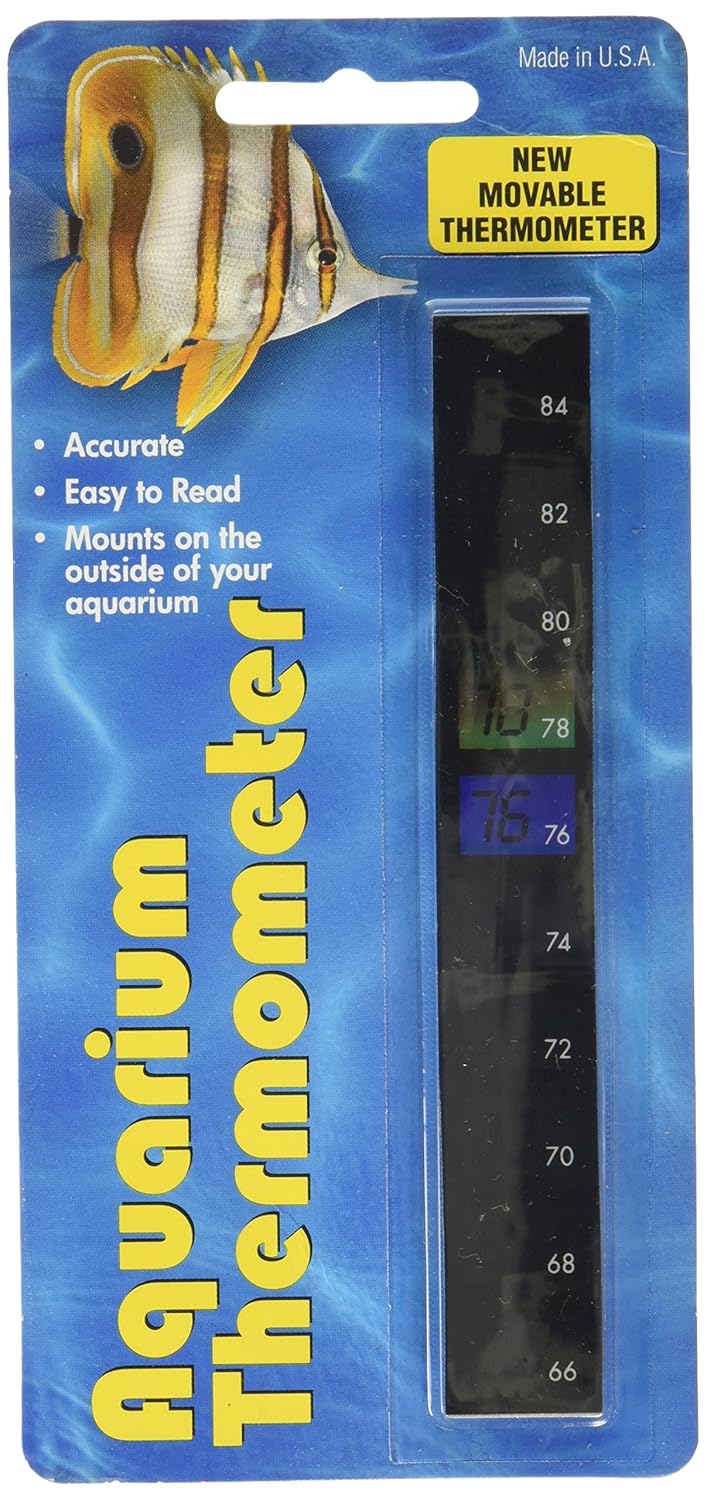 Made in U.S.A.
NEW
MOVABLE
THERMOMETER
• Accurate
• Easy to Read
• Mounts on the
outside of your
aquarium
Aquarium
Thermometer
84
82
80
78 78
76 76
74
72
70
68
66